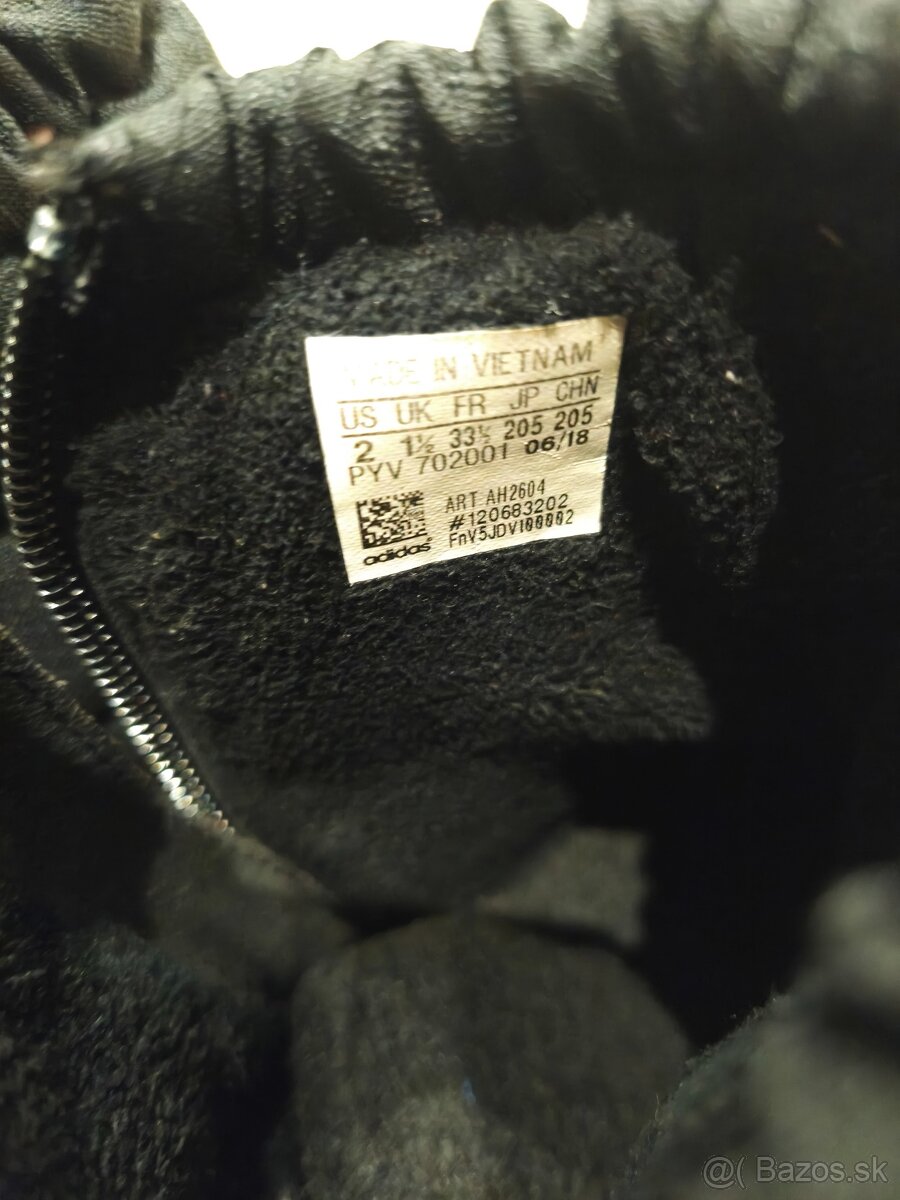 MADE IN VIETNAM
US UK FR JP CHN
2 1½ 33½ 205 205
PYV 702001 06/18
ART AH2604
#120683202
FnV5JDV100002
adidas
@( Bazos.sk